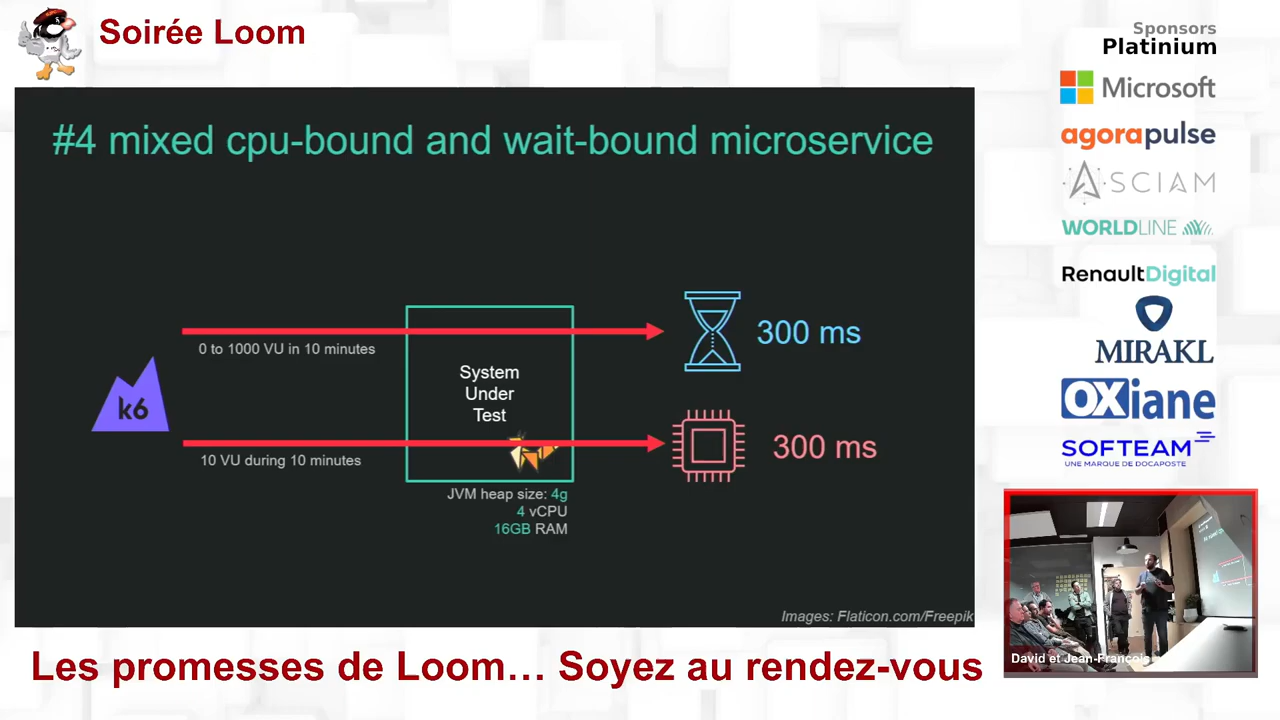 Soirée Loom
Sponsors
Platinium
Microsoft
agorapulse
ASCIAM
WORLDLINE
RenaultDigital
MIRAKL
OXiane
SOFTEAM
UNE MARQUE DE DOCAPOSTE
#4 mixed cpu-bound and wait-bound microservice
0 to 1000 VU in 10 minutes
300 ms
System
Under
Test
k6
10 VU during 10 minutes
300 ms
JVM heap size: 4g
4 vCPU
16GB RAM
Images: Flaticon.com/Freepik
David et Jean-François
Les promesses de Loom… Soyez au rendez-vous